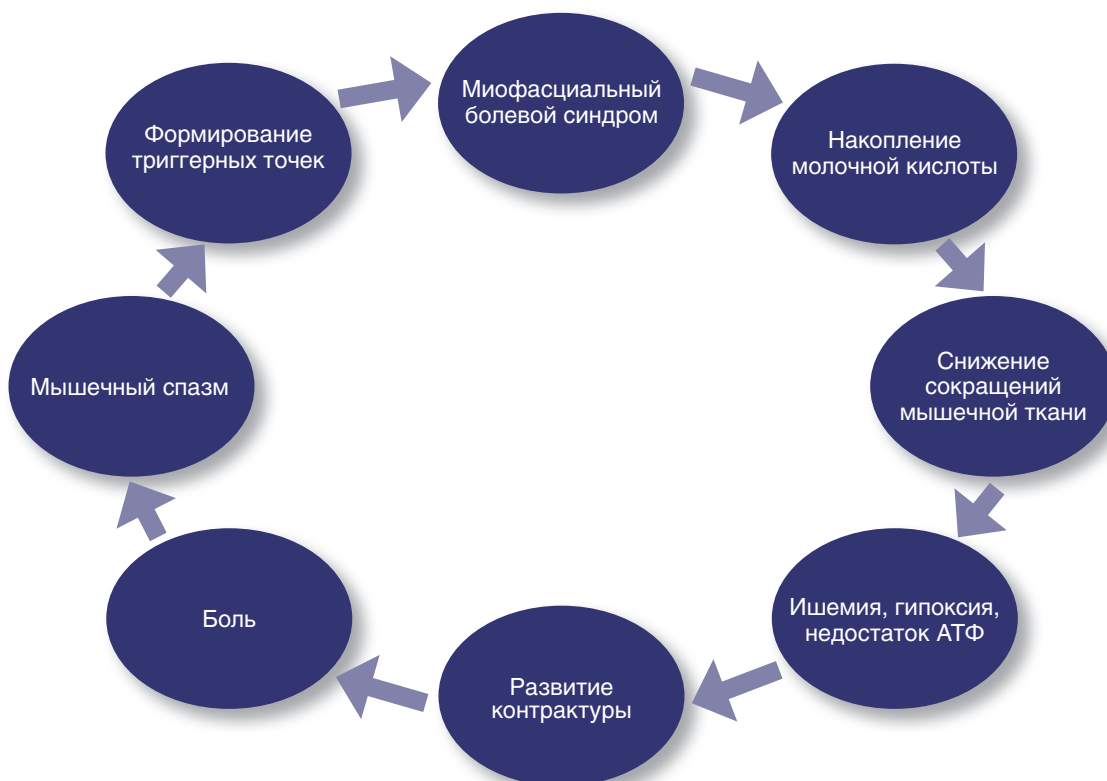 Миофасциальный
болевой синдром
Накопление
молочной кислоты
Снижение
сокращений
мышечной ткани
Ишемия, гипоксия,
недостаток АТФ
Развитие
контрактуры
Боль
Мышечный спазм
Формирование
триггерных точек